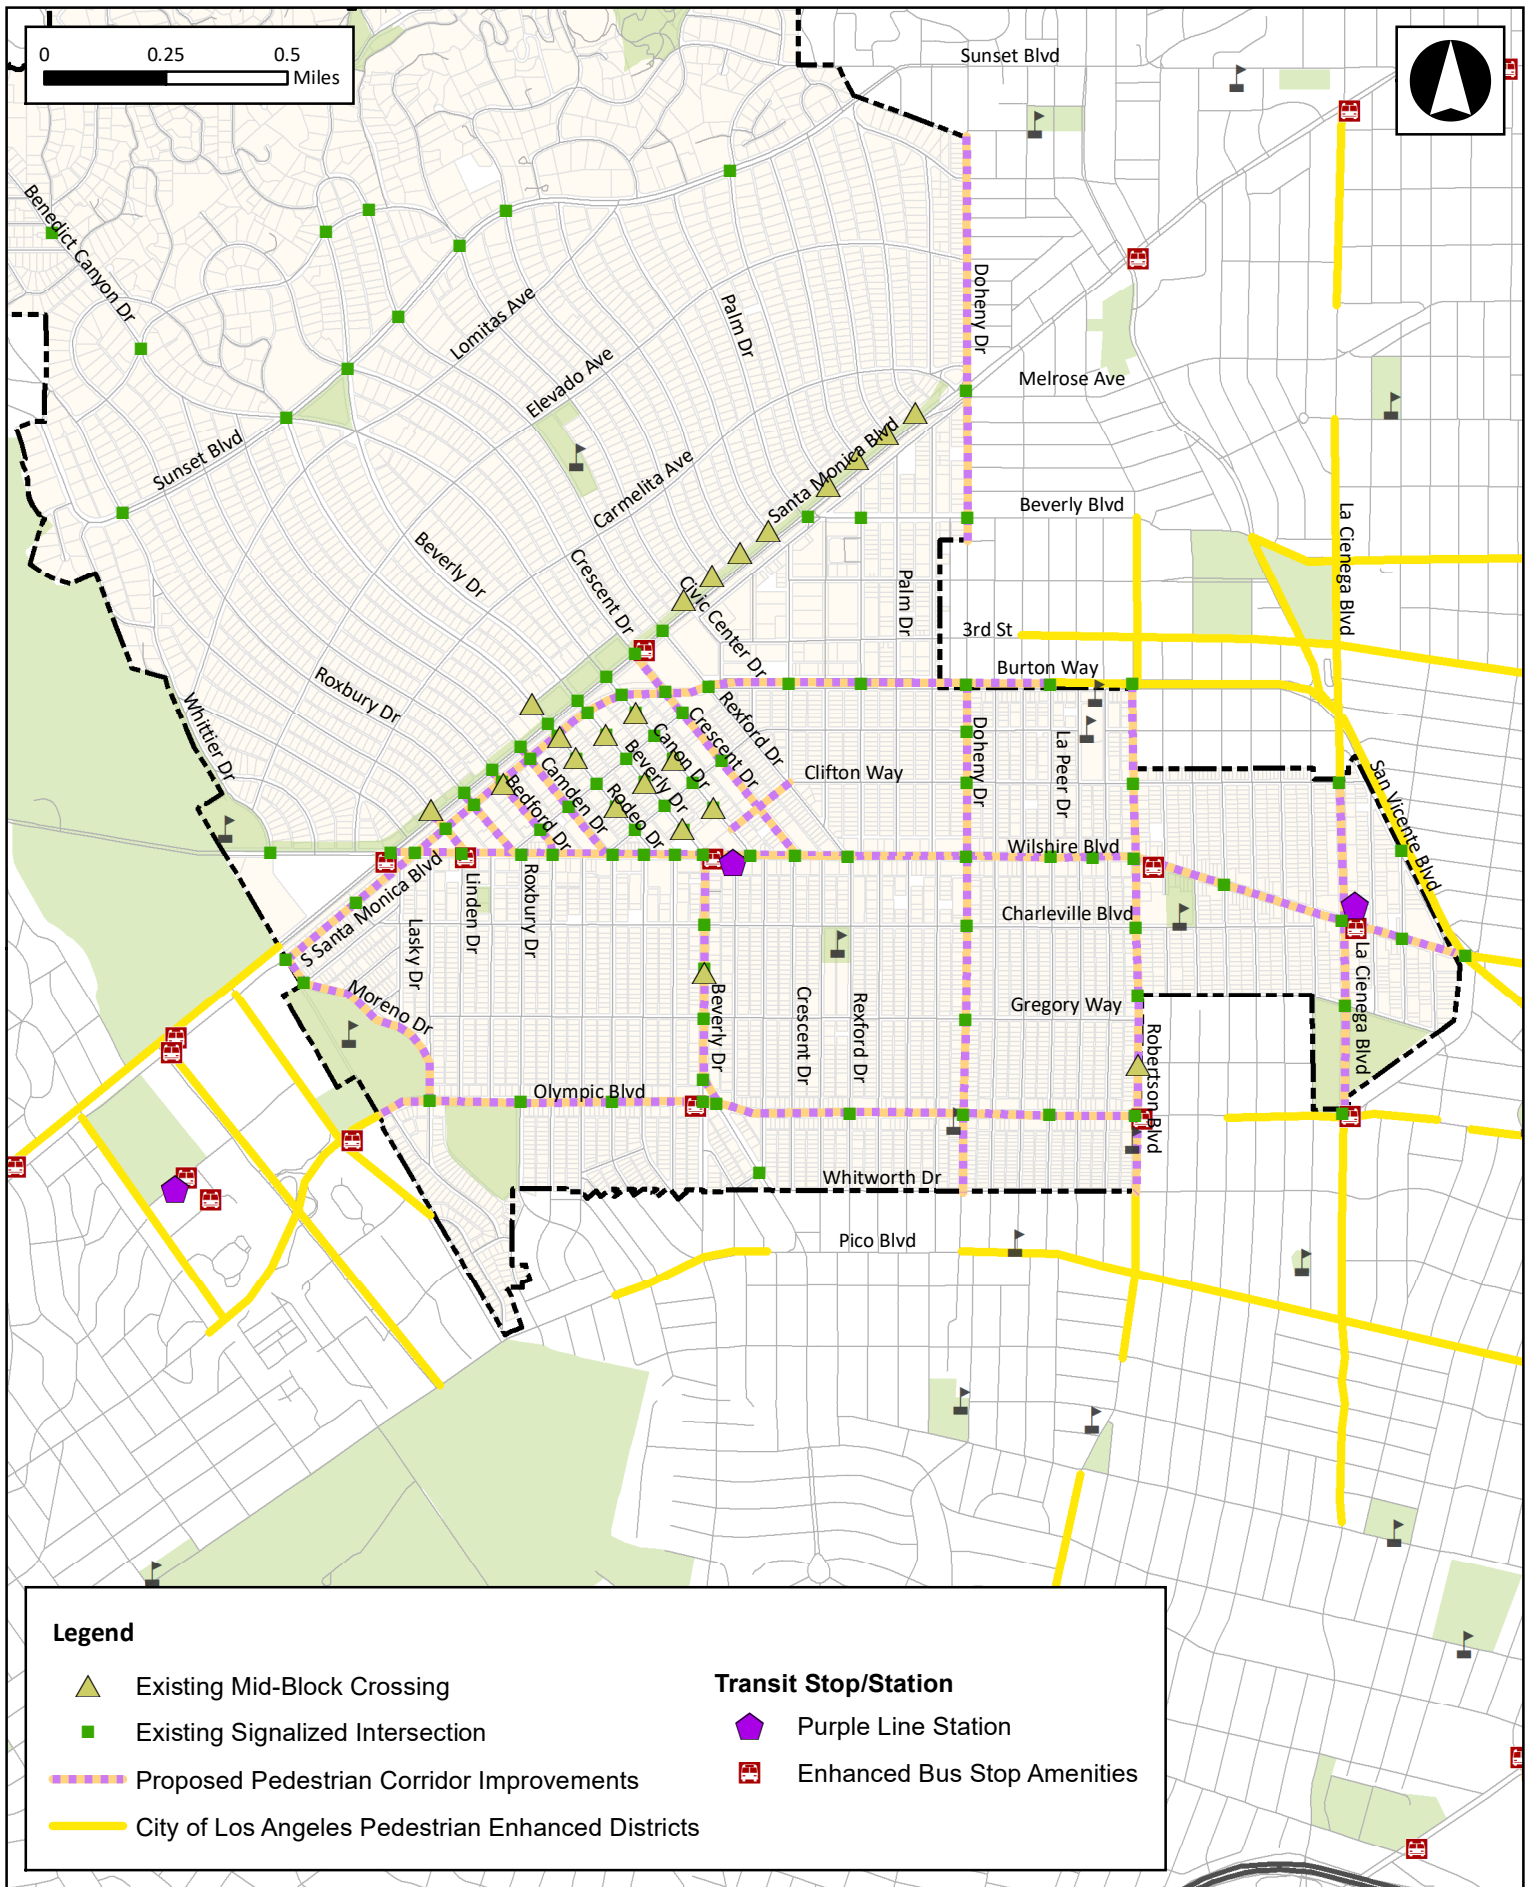 0 0.25 0.5
Miles
Sunset Blvd
Benedict Canyon Dr
Lomitas Ave
Palm Dr
Doheny Dr
Elevado Ave
Melrose Ave
Sunset Blvd
Santa Monica Blvd
Carmelita Ave
Beverly Blvd
La Cienega Blvd
Beverly Dr
Crescent Dr
Civic Center Dr
Palm Dr
3rd St
Burton Way
Roxbury Dr
Whittier Dr
Rexford Dr
Crescent Dr
Canon Dr
Beverly Dr
Doheny Dr
La Peer Dr
Clifton Way
Camden Dr
Rodeo Dr
Bedford Dr
San Vicente Blvd
Wilshire Blvd
S Santa Monica Blvd
Linden Dr
Roxbury Dr
Lasky Dr
Charleville Blvd
Moreno Dr
Beverly Dr
Crescent Dr
Rexford Dr
Gregory Way
La Cienega Blvd
Robertson Blvd
Olympic Blvd
Whitworth Dr
Pico Blvd
Legend
Existing Mid-Block Crossing
Existing Signalized Intersection
Proposed Pedestrian Corridor Improvements
City of Los Angeles Pedestrian Enhanced Districts
Transit Stop/Station
Purple Line Station
Enhanced Bus Stop Amenities